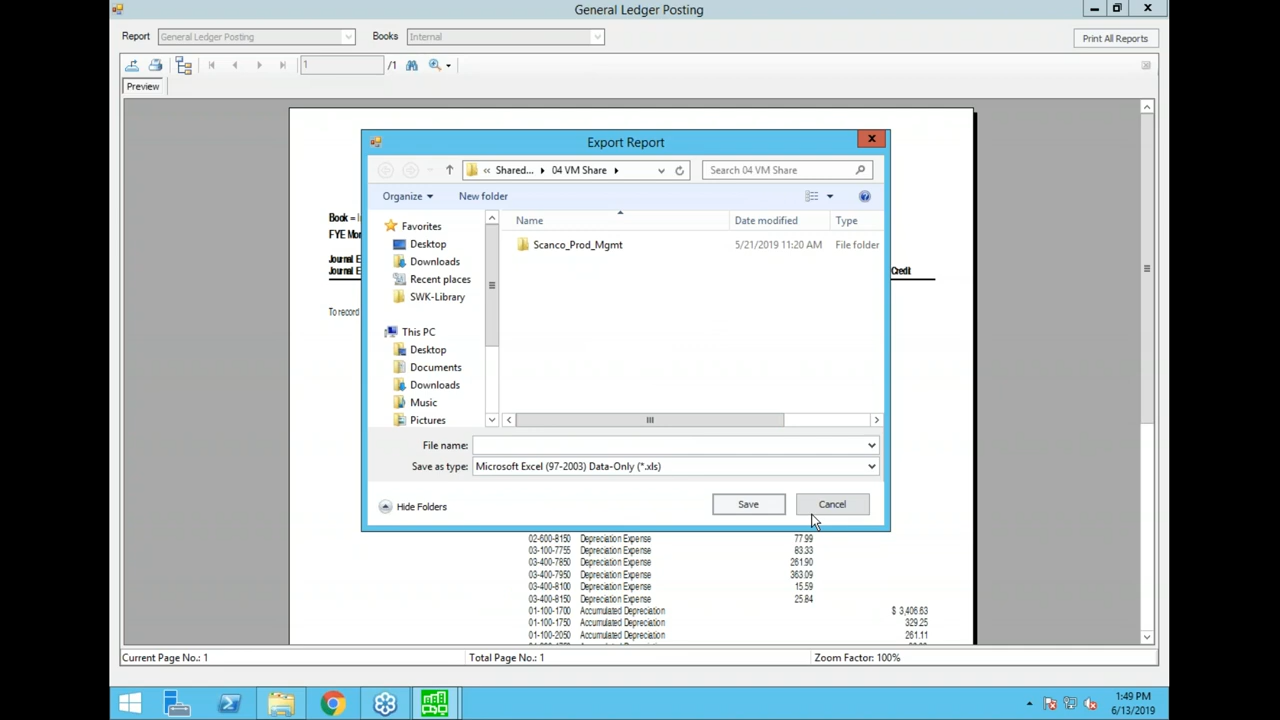 General Ledger Posting
Report General Ledger Posting Books Internal Print All Reports
1 /1
Preview
Export Report
« Shared... 04 VM Share Search 04 VM Share
Organize New folder
Favorites
Desktop
Downloads
Recent places
SWK-Library
This PC
Desktop
Documents
Downloads
Music
Pictures
Name Date modified Type
Scanco_Prod_Mgmt 5/21/2019 11:20 AM File folder
File name:
Save as type: Microsoft Excel (97-2003) Data-Only (*.xls)
Hide Folders Save Cancel
Book =
FYE Mon
Journal E
Journal E Credit
To record
02-600-8150 Depreciation Expense 77.99
03-100-7755 Depreciation Expense 83.33
03-400-7850 Depreciation Expense 261.90
03-400-7950 Depreciation Expense 363.09
03-400-8100 Depreciation Expense 15.59
03-400-8150 Depreciation Expense 25.84
01-100-1700 Accumulated Depreciation $ 3,406.63
01-100-1750 Accumulated Depreciation 329.25
01-100-2050 Accumulated Depreciation 261.11
Current Page No.: 1 Total Page No.: 1 Zoom Factor: 100%
1:49 PM
6/13/2019